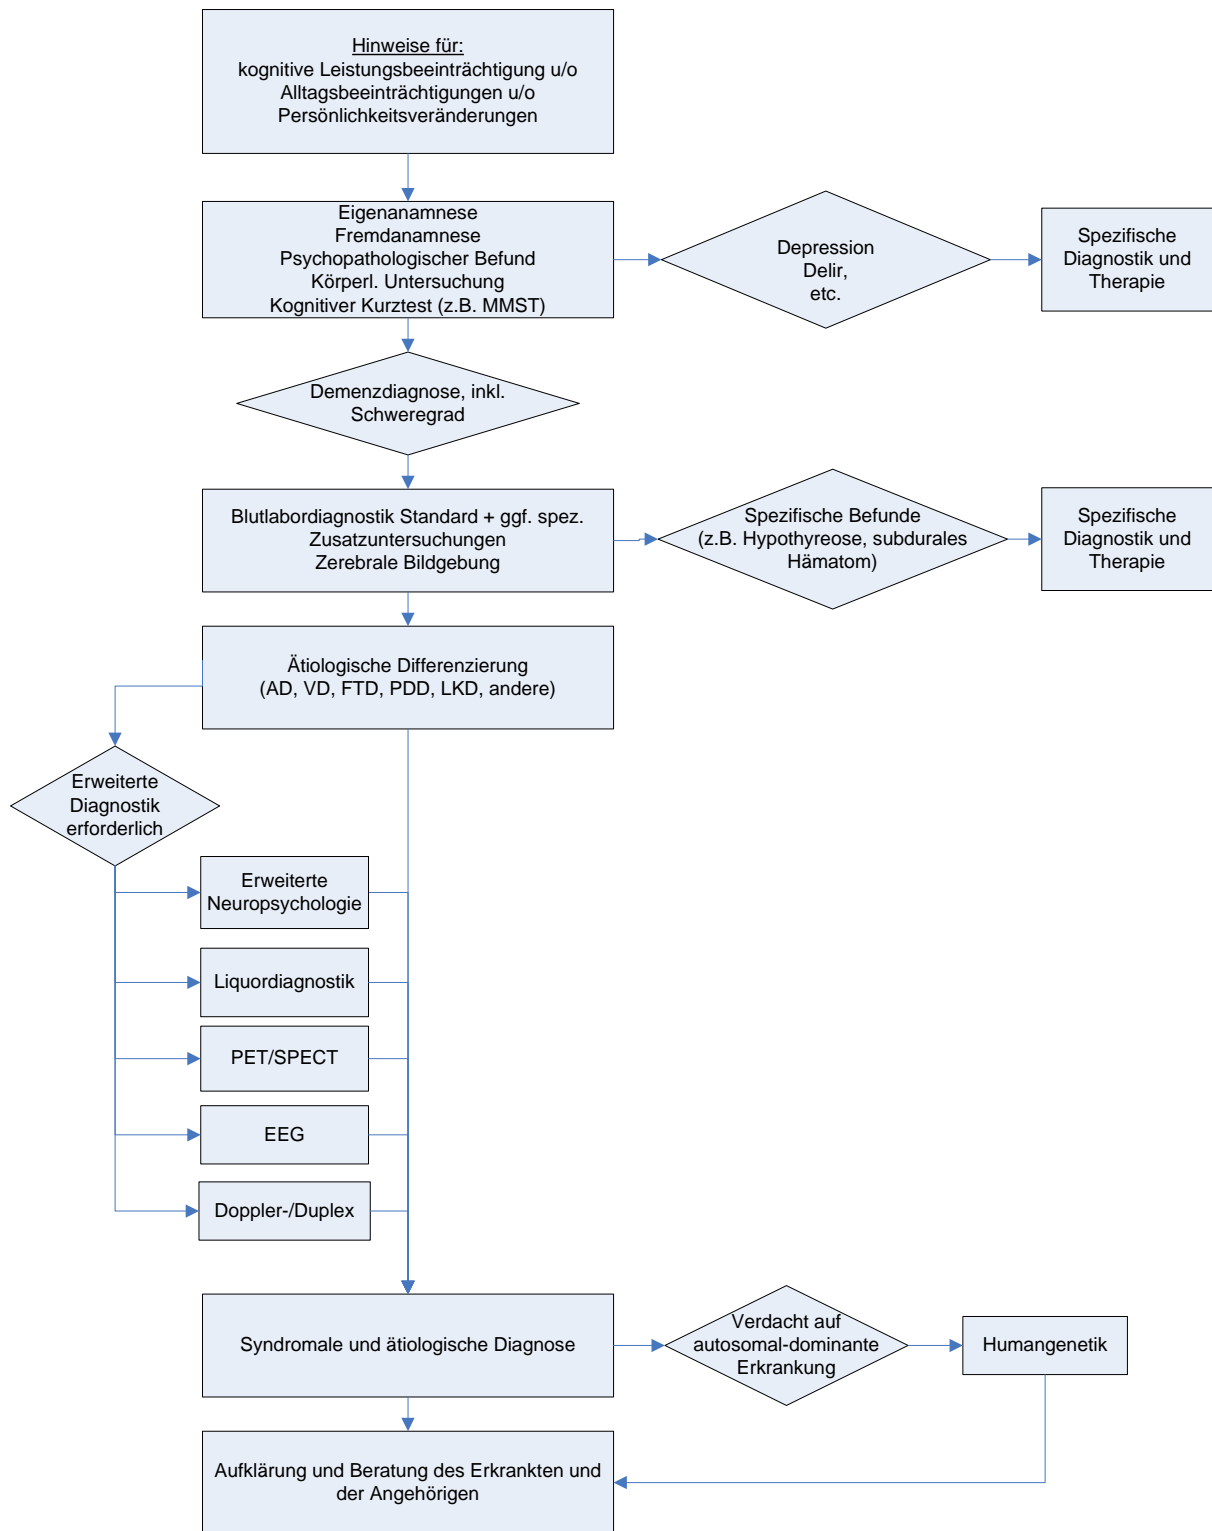 Hinweise für:
kognitive Leistungsbeeinträchtigung u/o
Alltagsbeeinträchtigungen u/o
Persönlichkeitsveränderungen
Eigenanamnese
Fremdanamnese
Psychopathologischer Befund
Körperl. Untersuchung
Kognitiver Kurztest (z.B. MMST)
Depression
Delir,
etc.
Spezifische
Diagnostik und
Therapie
Demenzdiagnose, inkl.
Schweregrad
Blutlabordiagnostik Standard + ggf. spez.
Zusatzuntersuchungen
Zerebrale Bildgebung
Spezifische Befunde
(z.B. Hypothyreose, subdurales
Hämatom)
Spezifische
Diagnostik und
Therapie
Ätiologische Differenzierung
(AD, VD, FTD, PDD, LKD, andere)
Erweiterte
Diagnostik
erforderlich
Erweiterte
Neuropsychologie
Liquordiagnostik
PET/SPECT
EEG
Doppler-/Duplex
Syndromale und ätiologische Diagnose
Verdacht auf
autosomal-dominante
Erkrankung
Humangenetik
Aufklärung und Beratung des Erkrankten und
der Angehörigen